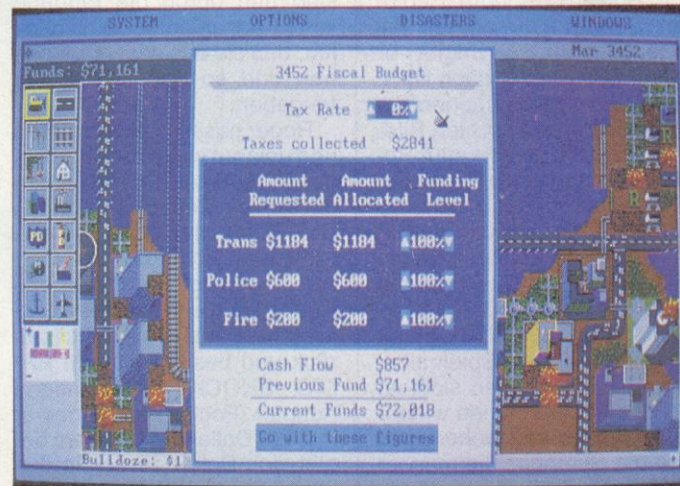 SYSTEM OPTIONS DISASTERS WINDOWS
Mar 3452
Funds: $71,161
3452 Fiscal Budget
Tax Rate
Taxes collected $2841
Amount Requested Amount Allocated Funding Level
Trans $1184 $1184 100%
Police $600 $600 100%
Fire $200 $200 100%
Cash Flow $857
Previous Fund $71,161
Current Funds $72,018
Go with these figures
Bulldoze: $1
PD
R
R